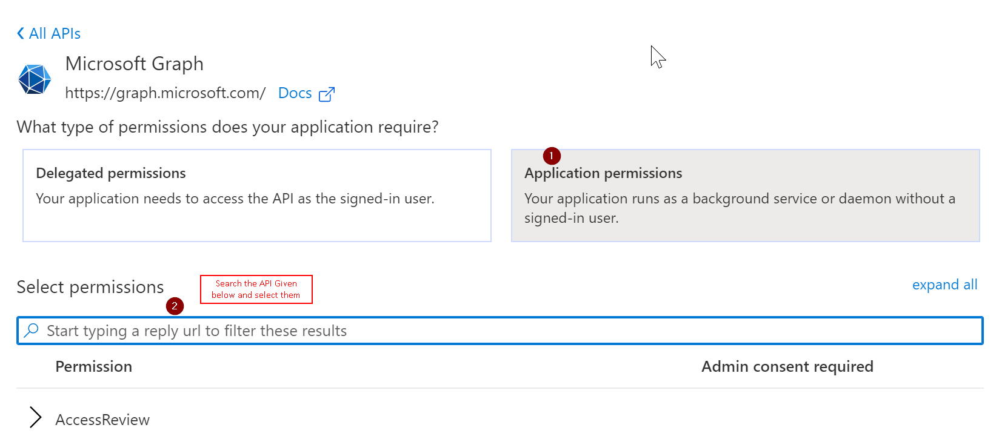 All APIs
Microsoft Graph
https://graph.microsoft.com/ Docs
What type of permissions does your application require?
1
Delegated permissions
Your application needs to access the API as the signed-in user.
Application permissions
Your application runs as a background service or daemon without a
signed-in user.
Select permissions
Search the API Given
below and select them
expand all
2
Start typing a reply url to filter these results
Permission
Admin consent required
AccessReview